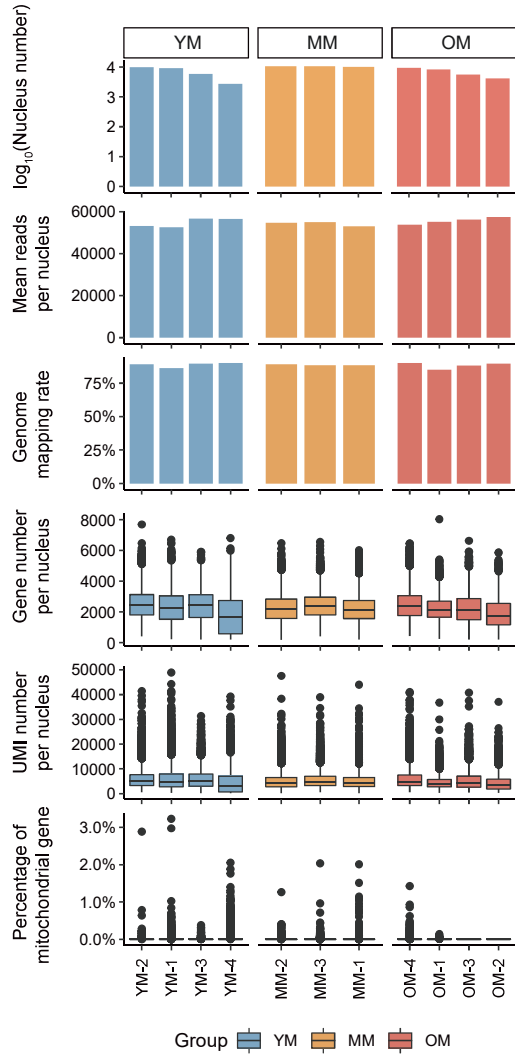 YM MM OM
log10(Nucleus number)
4
3
2
1
0
Mean reads
per nucleus
60000
40000
20000
0
Genome
mapping rate
75%
50%
25%
0%
Gene number
per nucleus
8000
6000
4000
2000
0
UMI number
per nucleus
50000
40000
30000
20000
10000
0
Percentage of
mitochondrial gene
3.0%
2.0%
1.0%
0.0%
YM-2 YM-1 YM-3 YM-4 MM-2 MM-3 MM-1 OM-4 OM-1 OM-3 OM-2
Group YM MM OM